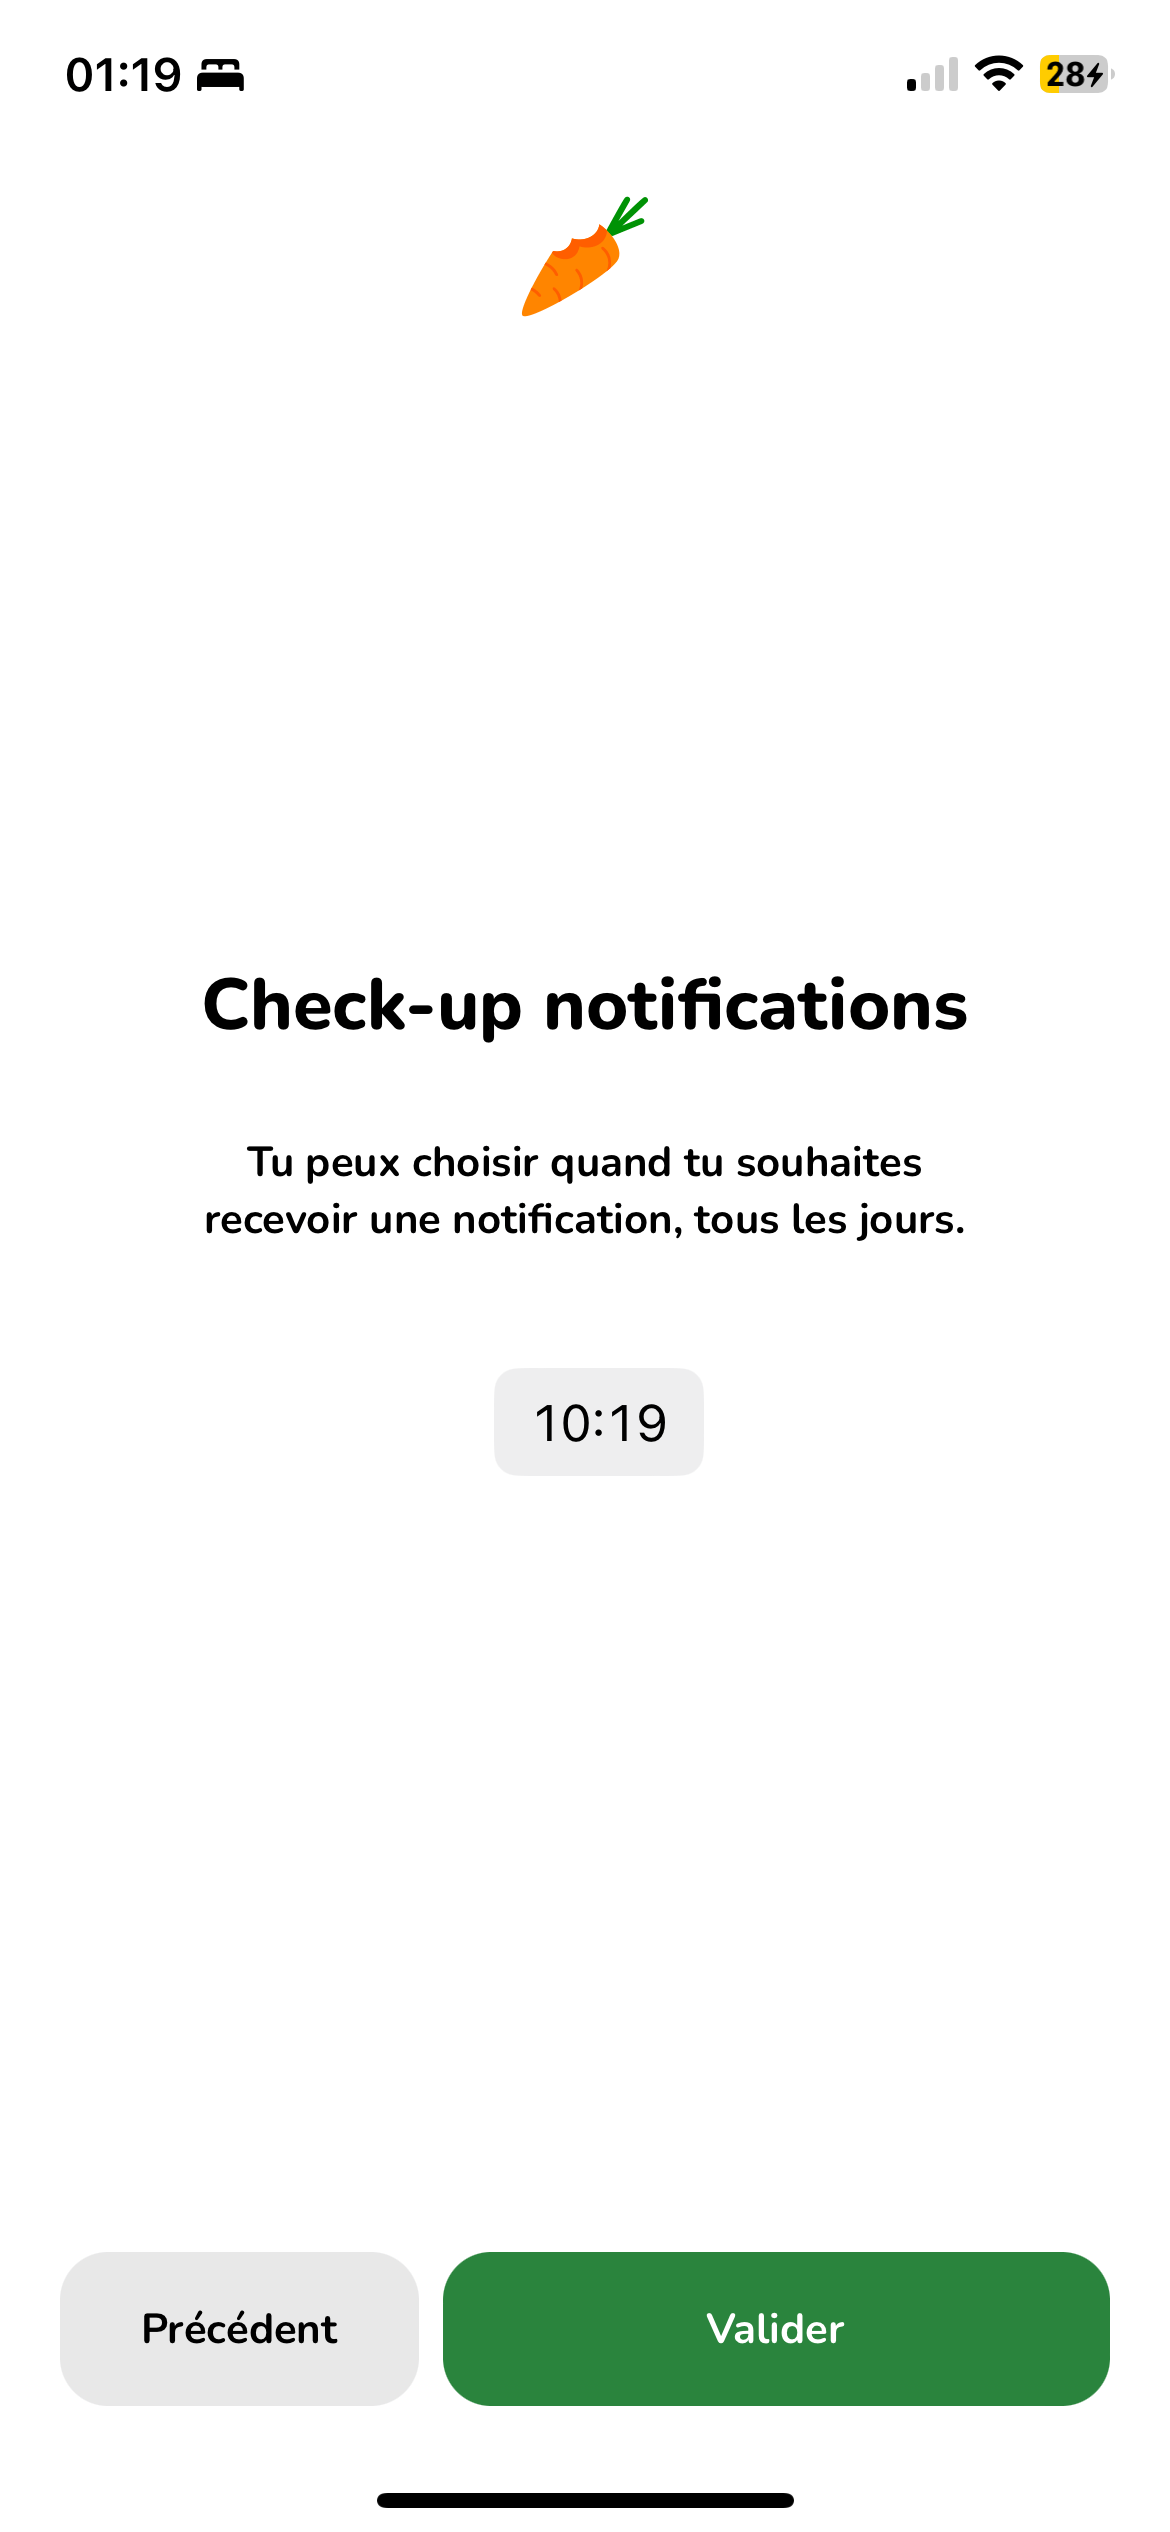 01:19
28
Check-up notifications
Tu peux choisir quand tu souhaites
recevoir une notification, tous les jours.
10:19
Précédent
Valider